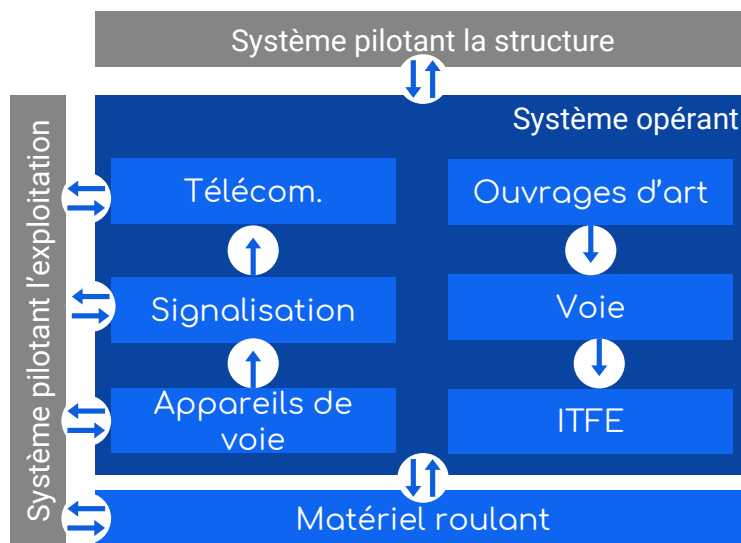 Système pilotant la structure
Système pilotant l'exploitation
Système opérant
Télécom.
Ouvrages d'art
Signalisation
Voie
Appareils de
voie
ITFE
Matériel roulant